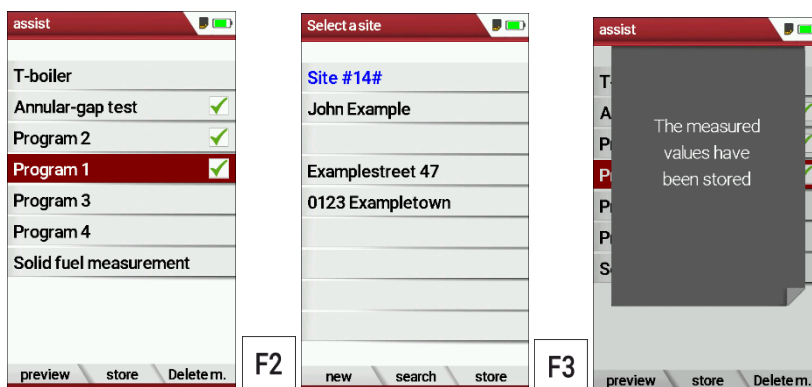 assist
T-boiler
Annular-gap test
Program 2
Program 1
Program 3
Program 4
Solid fuel measurement
preview store Delete m.
F2
Select a site
Site #14#
John Example
Examplestreet 47
0123 Exampletown
new search store
F3
assist
T-
A
P
P
P
P
S
The measured
values have
been stored
preview store Delete m.